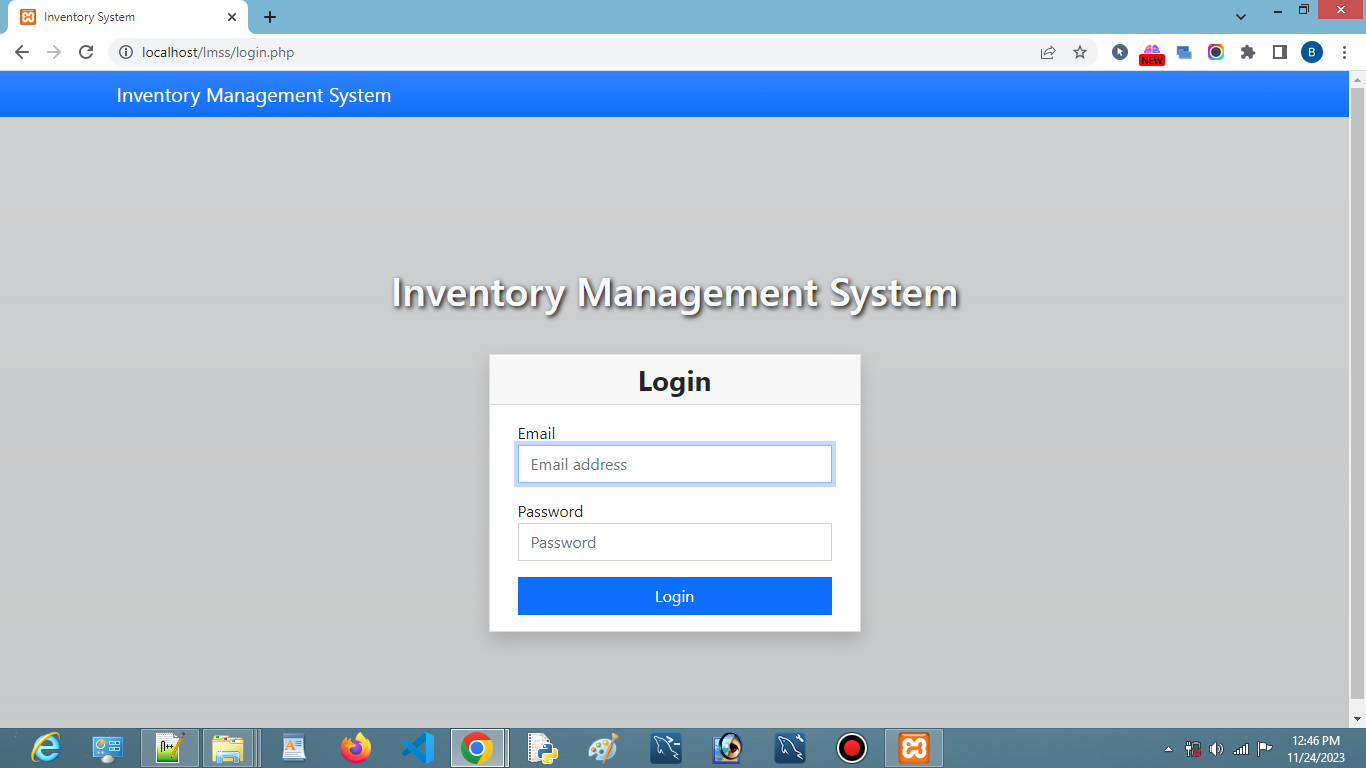 Inventory System
localhost/lmss/login.php
NEW
B
Inventory Management System
Inventory Management System
Login
Email
Email address
Password
Password
Login
12:46 PM
11/24/2023